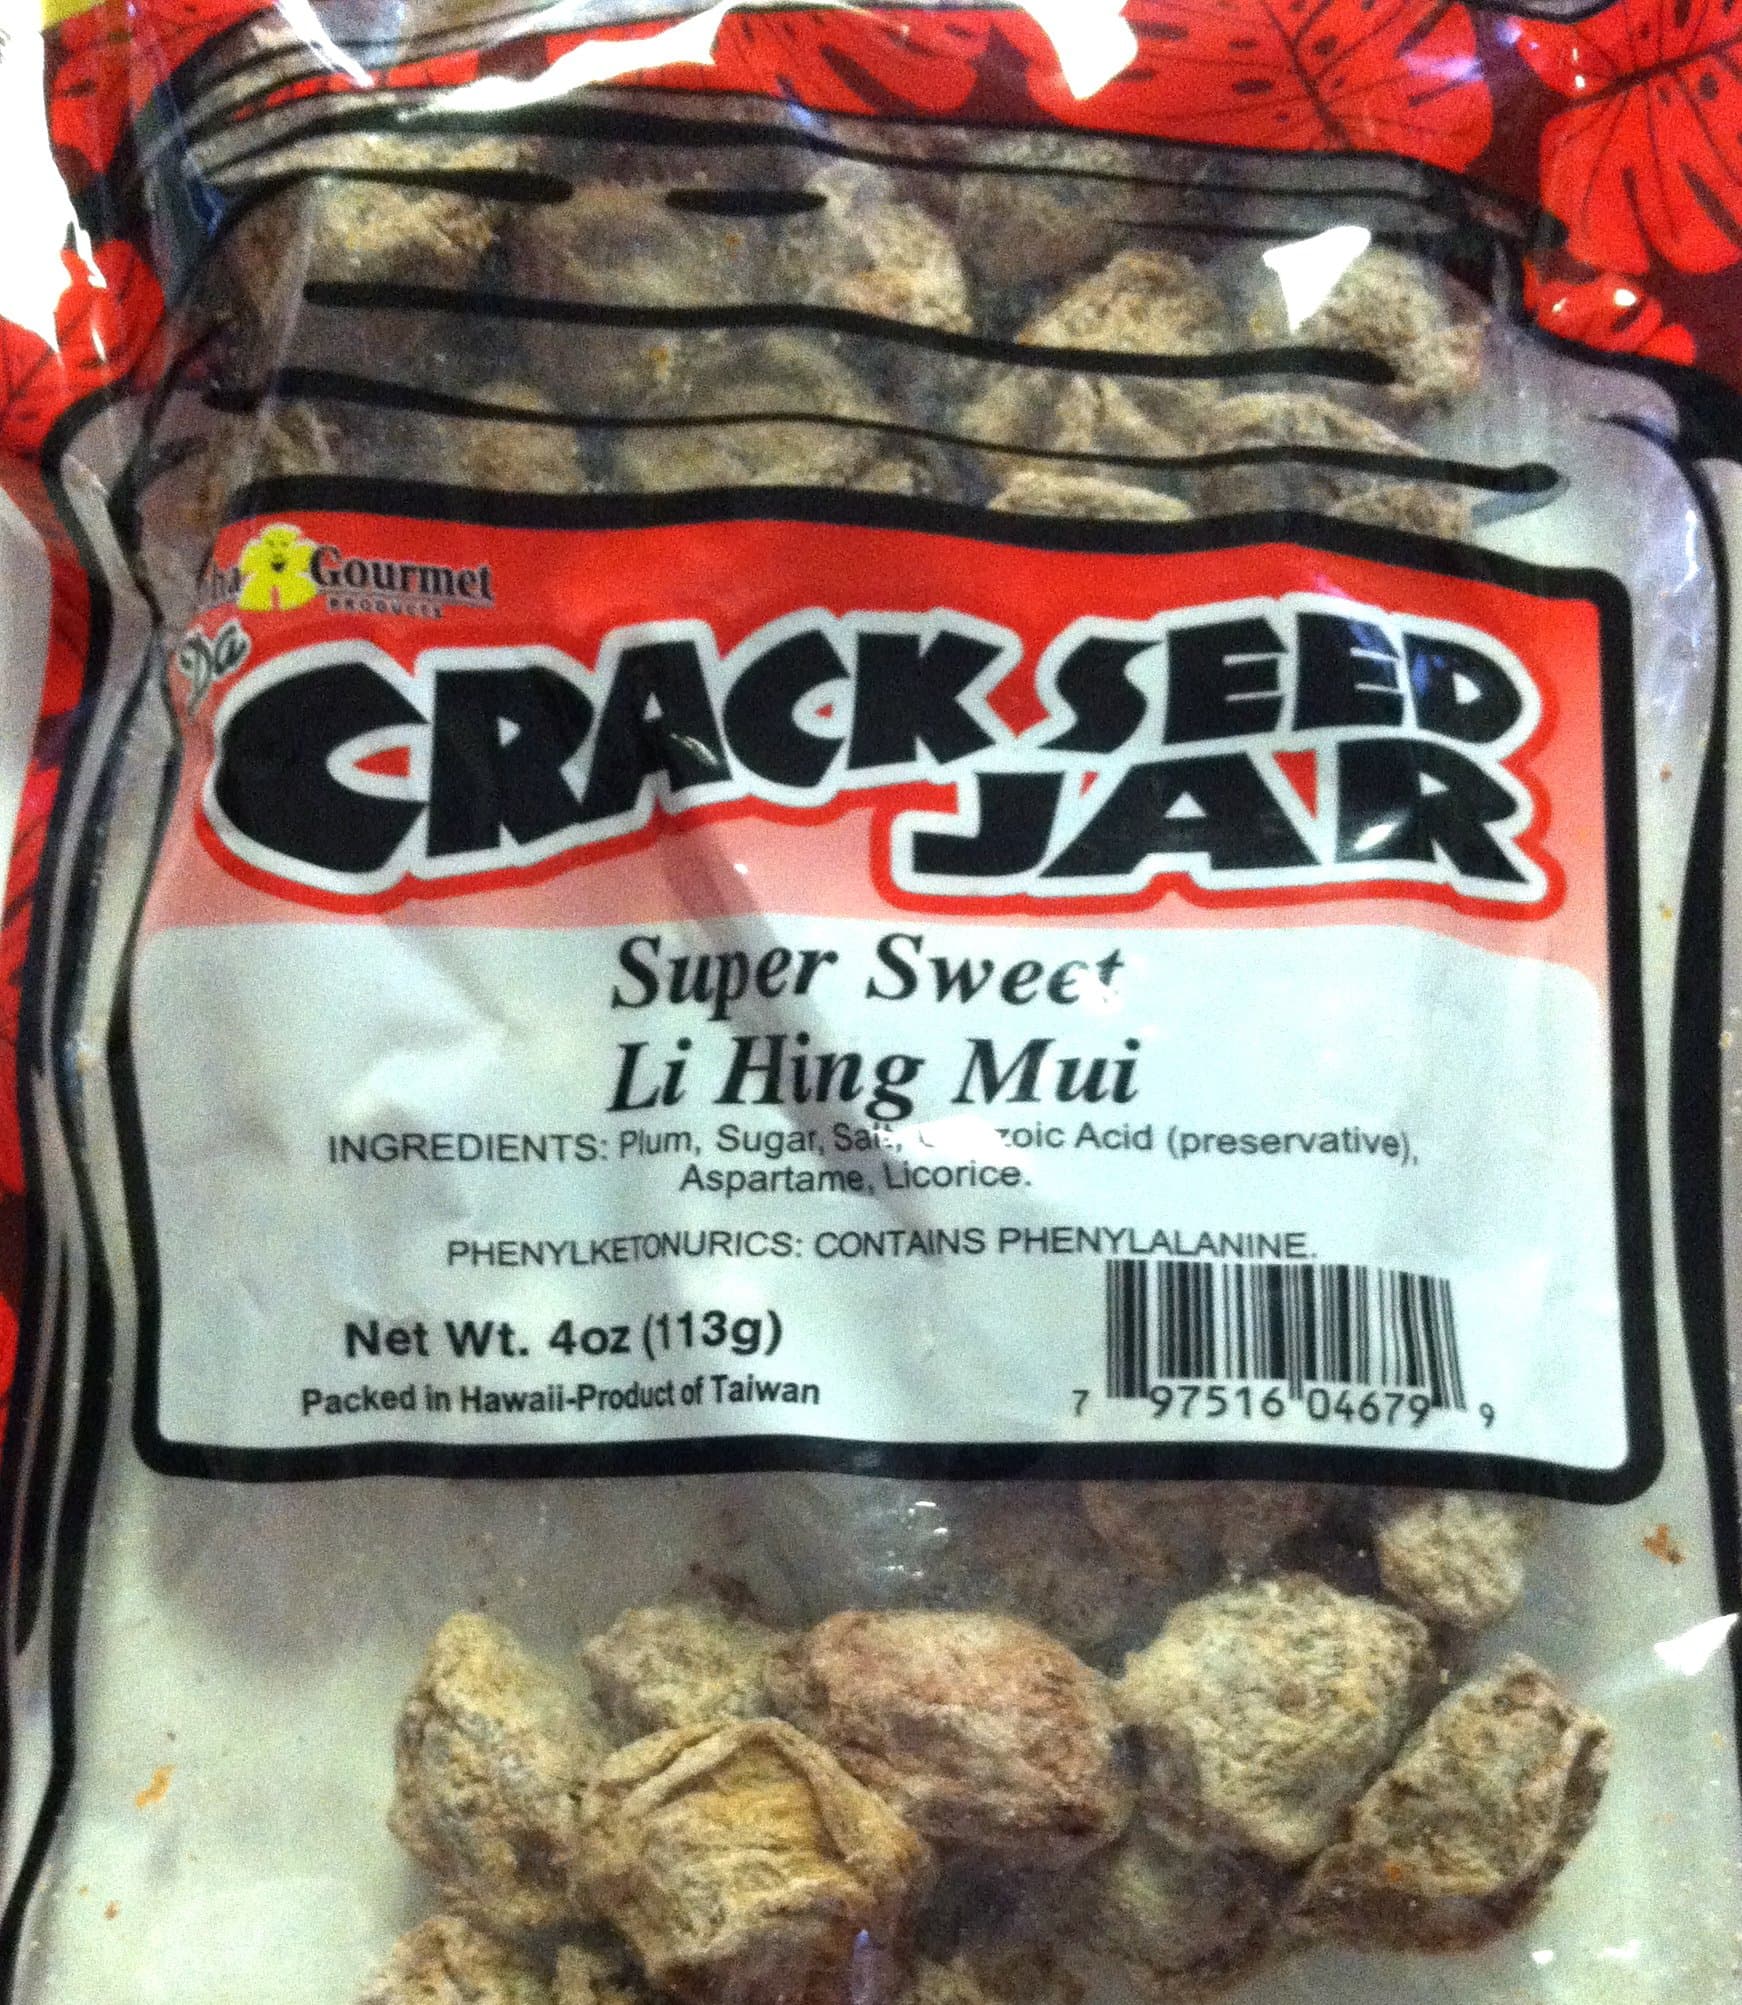 Gourmet
PRODUCTS
Da
CRACK SEED
JAR
Super Sweet
Li Hing Mui
INGREDIENTS: Plum, Sugar, Salt, Acid (preservative),
Aspartame, Licorice.
PHENYLKETONURICS: CONTAINS PHENYLALANINE.
Net Wt. 4oz (113g)
Packed in Hawaii-Product of Taiwan
7 97516 04679 9